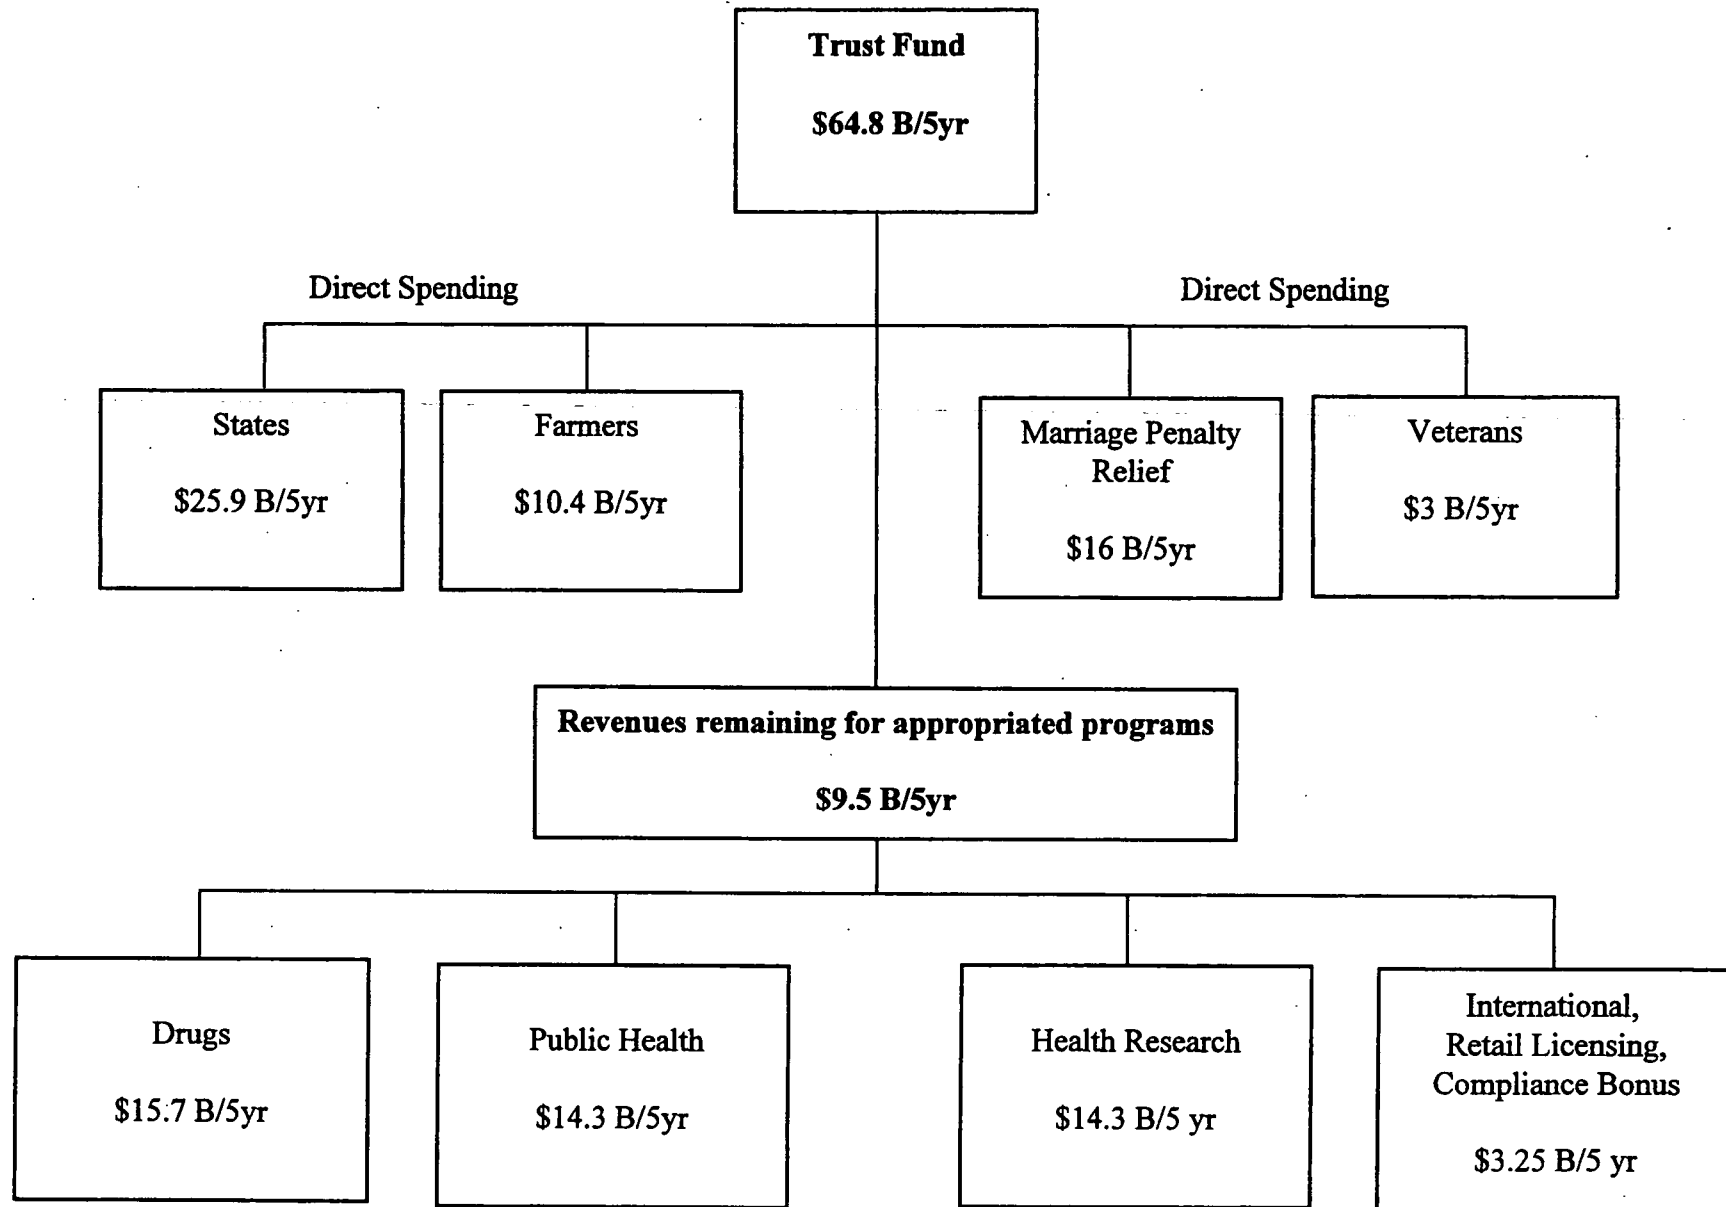 Trust Fund
$64.8 B/5yr
Direct Spending
Direct Spending
States
$25.9 B/5yr
Farmers
$10.4 B/5yr
Marriage Penalty
Relief
$16 B/5yr
Veterans
$3 B/5yr
Revenues remaining for appropriated programs
$9.5 B/5yr
Drugs
$15.7 B/5yr
Public Health
$14.3 B/5yr
Health Research
$14.3 B/5 yr
International,
Retail Licensing,
Compliance Bonus
$3.25 B/5 yr